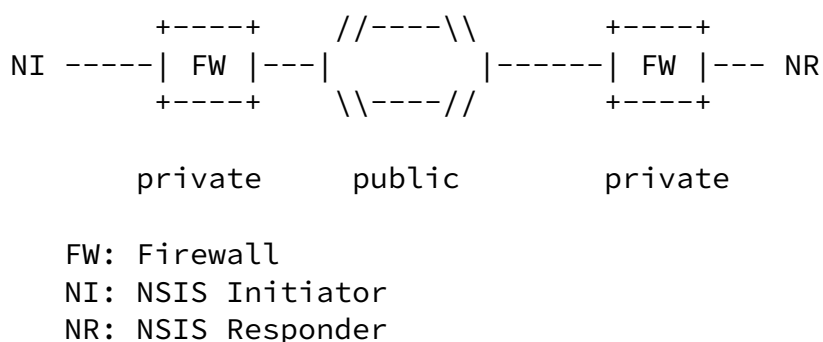 +----+     //----\\       +----+
NI -----| FW |---|        |------| FW |--- NR
         +----+     \\----//       +----+
private     public        private
FW: Firewall
NI: NSIS Initiator
NR: NSIS Responder